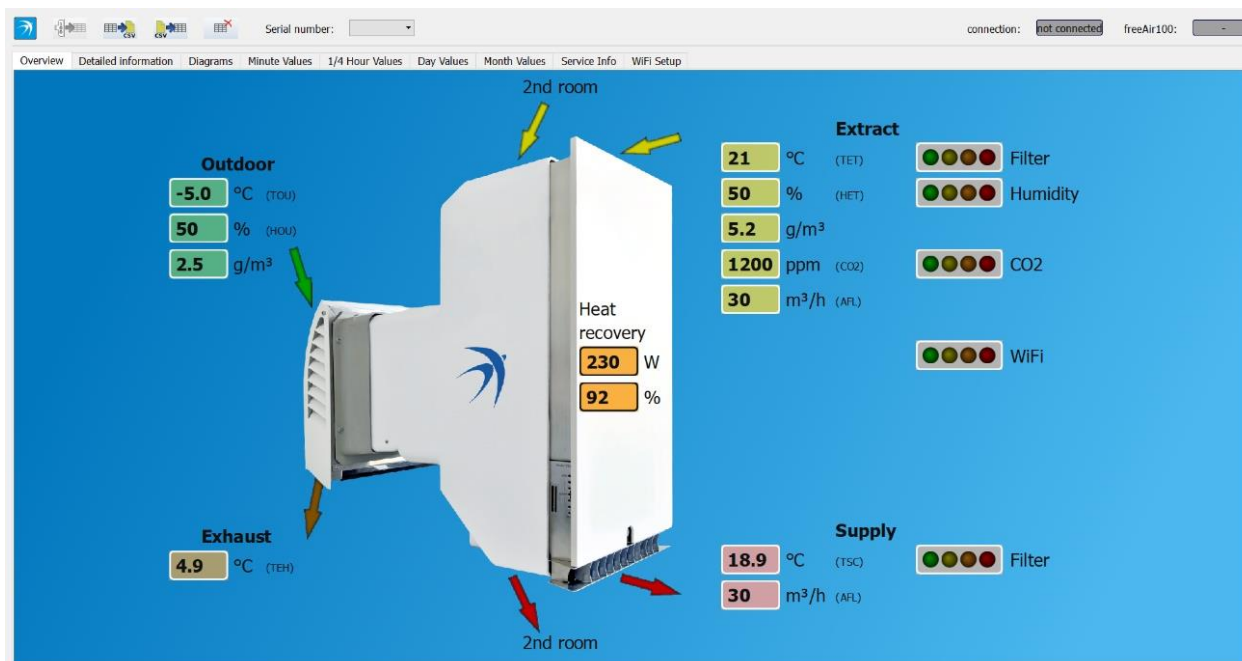 CSV
CSV
Serial number:
connection: not connected
freeAir100: -
Overview
Detailed information
Diagrams
Minute Values
1/4 Hour Values
Day Values
Month Values
Service Info
WiFi Setup
2nd room
Outdoor
-5.0 °C (TOU)
50 % (HOU)
2.5 g/m³
Extract
21 °C (TET) Filter
50 % (HET) Humidity
5.2 g/m³
1200 ppm (CO2) CO2
30 m³/h (AFL)
WiFi
Heat
recovery
230 W
92 %
Exhaust
4.9 °C (TEH)
Supply
18.9 °C (TSC) Filter
30 m³/h (AFL)
2nd room